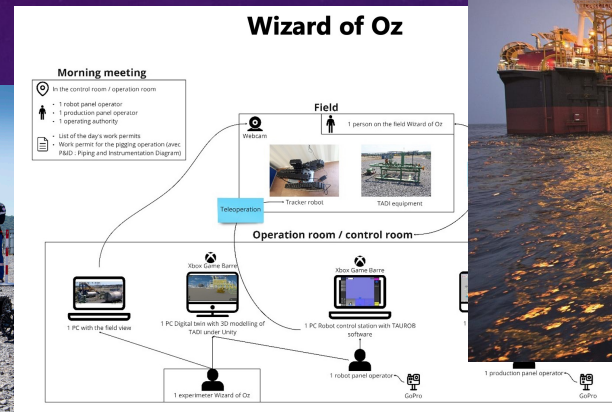 Wizard of Oz
Morning meeting
In the control room / operation room
1 robot panel operator
1 production panel operator
1 operating authority
List of the day's work permits
Work permit for the pigging operation (avec
P&ID : Piping and Instrumentation Diagram)
Field
Webcam
1 person on the field Wizard of Oz
Tracker robot
TADI equipment
Teleoperation
Operation room / control room
Xbox Game Barre
Xbox Game Barre
1 PC with the field view
1 PC Digital twin with 3D modelling of
TADI under Unity
1 PC Robot control station with TAUROB
software
1
1 experimenter Wizard of Oz
1 robot panel operator
GoPro
1 production panel operator
GoPro